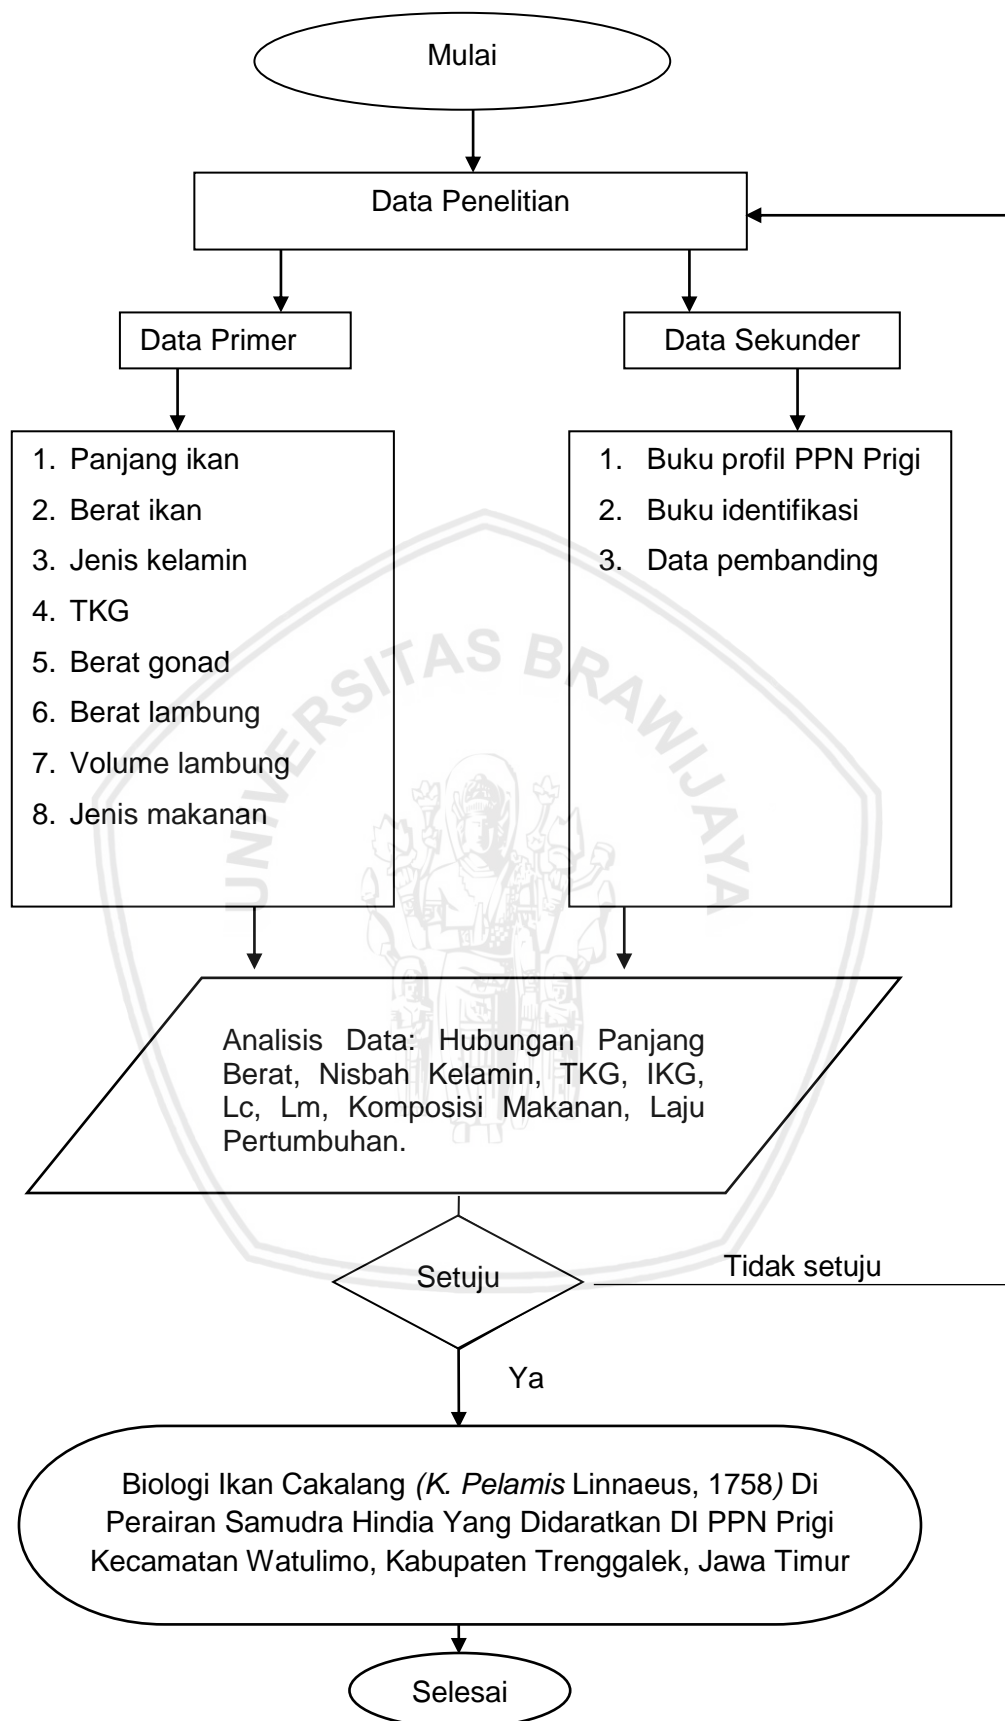 Mulai
Data Penelitian
Data Primer
Data Sekunder
1. Panjang ikan
2. Berat ikan
3. Jenis kelamin
4. TKG
5. Berat gonad
6. Berat lambung
7. Volume lambung
8. Jenis makanan
1. Buku profil PPN Prigi
2. Buku identifikasi
3. Data pembanding
UNIVERSITAS BRAWIJAYA
Analisis Data: Hubungan Panjang
Berat, Nisbah Kelamin, TKG, IKG,
Lc, Lm, Komposisi Makanan, Laju
Pertumbuhan.
Setuju
Tidak setuju
Ya
Biologi Ikan Cakalang (K. Pelamis Linnaeus, 1758) Di
Perairan Samudra Hindia Yang Didaratkan DI PPN Prigi
Kecamatan Watulimo, Kabupaten Trenggalek, Jawa Timur
Selesai